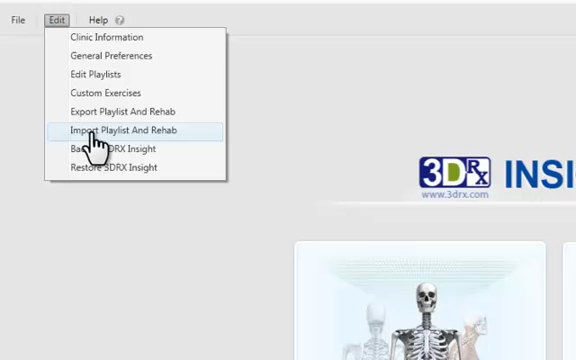 File Edit Help ?
Clinic Information
General Preferences
Edit Playlists
Custom Exercises
Export Playlist And Rehab
Import Playlist And Rehab
3DRX Insight
Restore 3DRX Insight
3DRX INSI
www.3drx.com